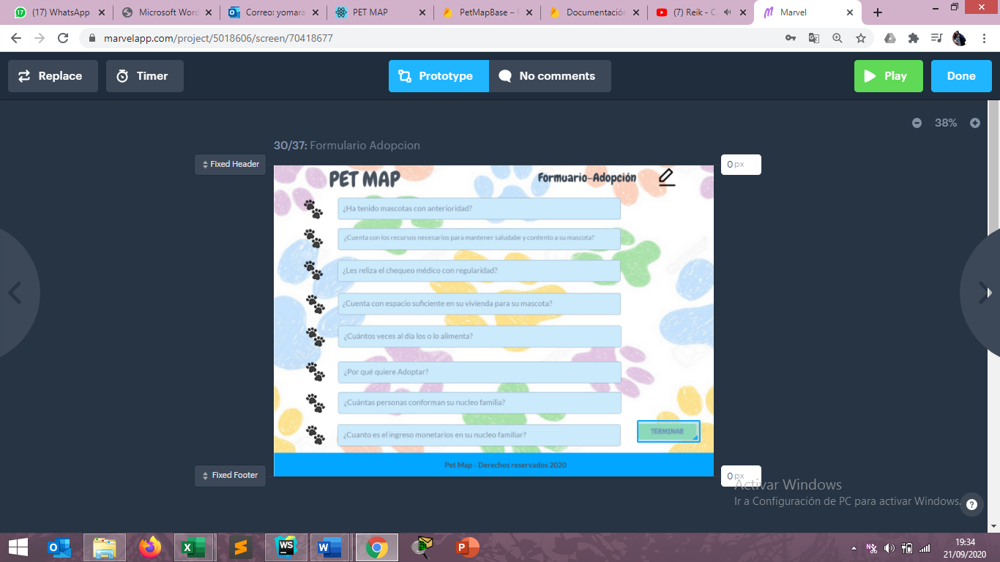 (17) WhatsApp
Microsoft Word
Correo: yomara
PET MAP
PetMapBase –
Documentación
(7) Reik - C
Marvel
marvelapp.com/project/5018606/screen/70418677
Replace
Timer
Prototype
No comments
Play
Done
38%
30/37: Formulario Adopcion
Fixed Header
0 px
PET MAP
Formuario-Adopción
¿Ha tenido mascotas con anterioridad?
¿Cuenta con los recursos necesarios para mantener saludabe y contento a su mascota?
¿Les reliza el chequeo médico con regularidad?
¿Cuenta con espacio suficiente en su vivienda para su mascota?
¿Cuántos veces al día los o lo alimenta?
¿Por qué quiere Adoptar?
¿Cuántas personas conforman su nucleo familia?
¿Cuanto es el ingreso monetarios en su nucleo familiar?
TERMINAR
Pet Map - Derechos reservados 2020
Fixed Footer
0 px
Activar Windows
Ir a Configuración de PC para activar Windows.
19:34
21/09/2020